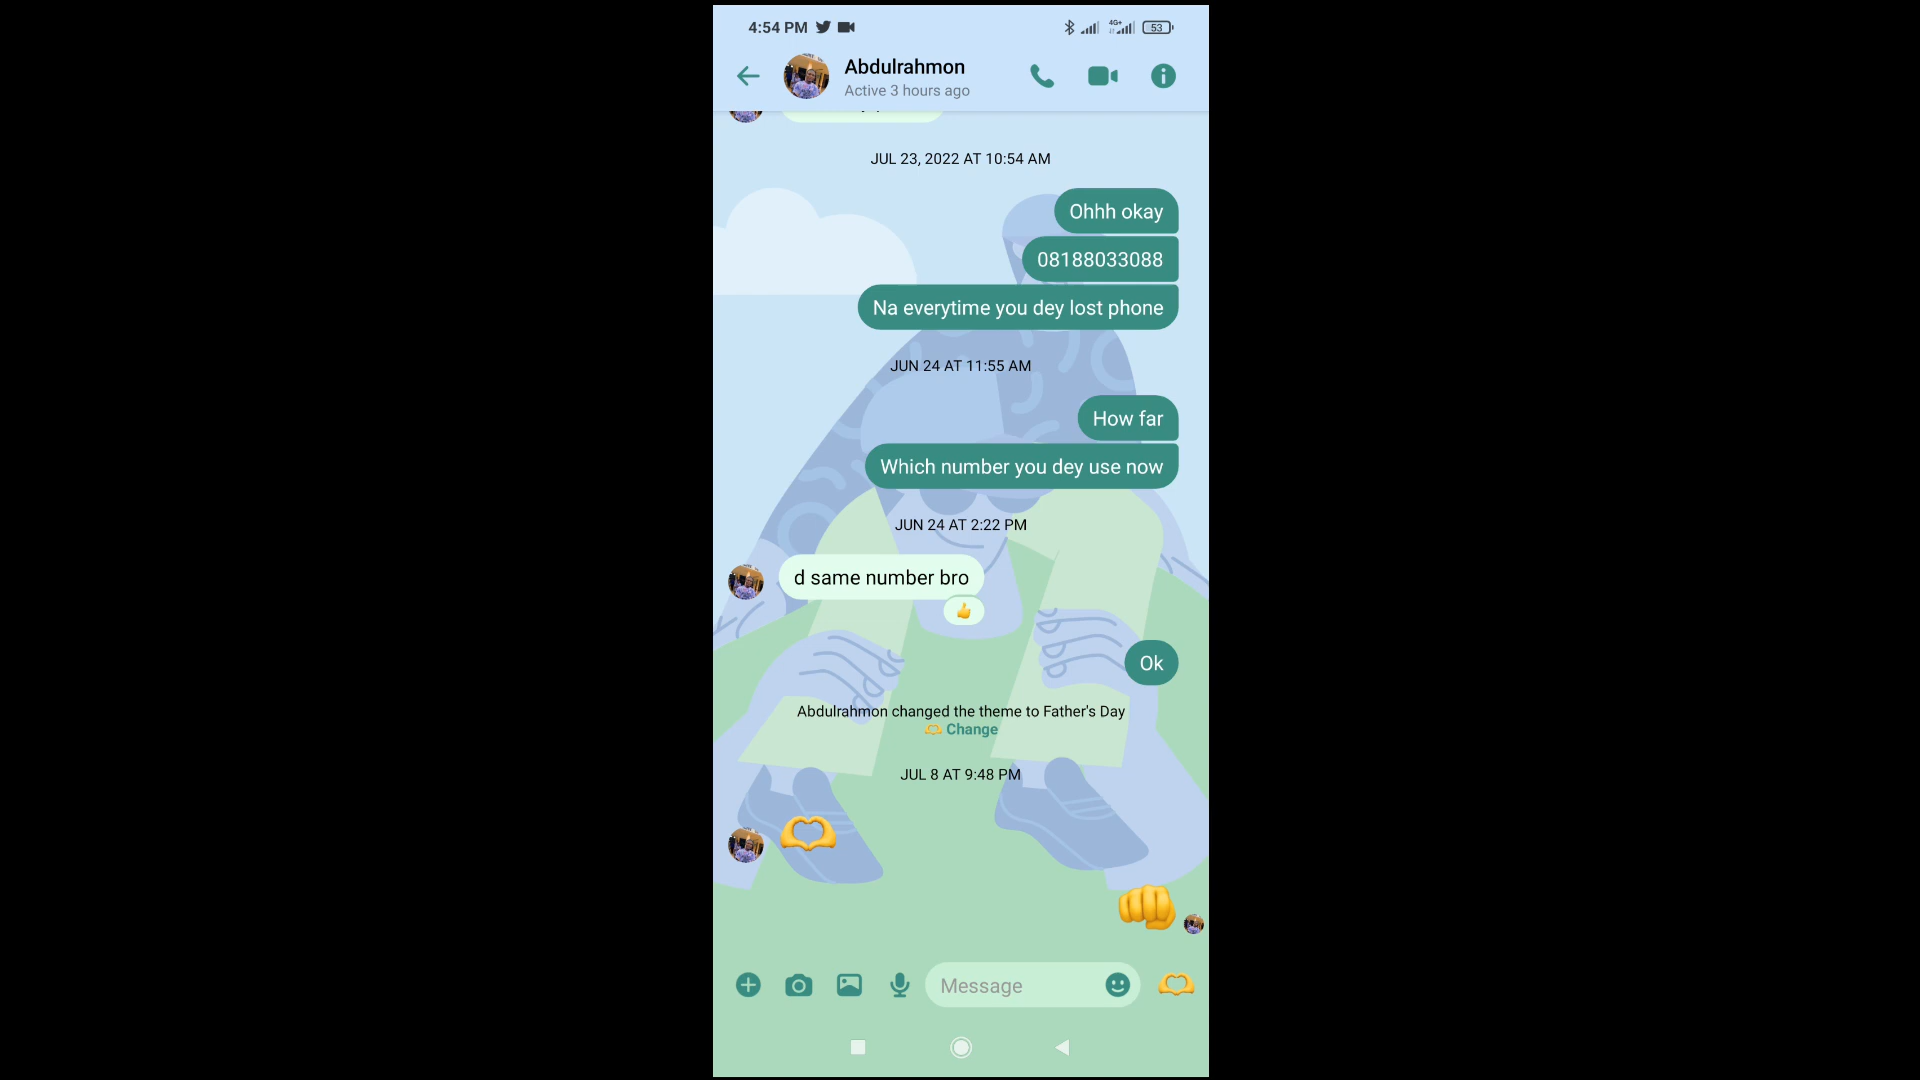 4:54 PM
4G+
53
Abdulrahmon
Active 3 hours ago
JUL 23, 2022 AT 10:54 AM
Ohhh okay
08188033088
Na everytime you dey lost phone
JUN 24 AT 11:55 AM
How far
Which number you dey use now
JUN 24 AT 2:22 PM
d same number bro
Ok
Abdulrahmon changed the theme to Father's Day
Change
JUL 8 AT 9:48 PM
Message